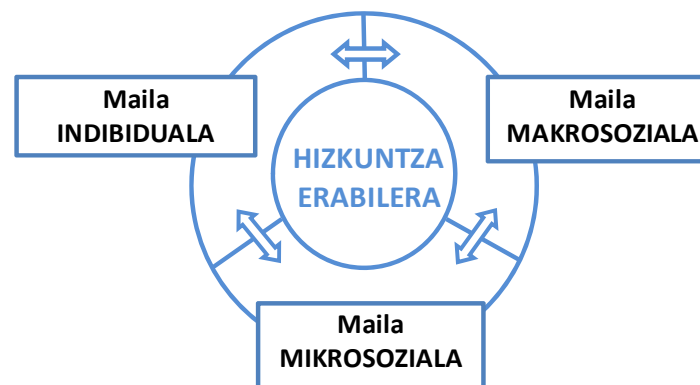 Maila
INDIBIDUALA
Maila
MAKROSOZIALA
HIZKUNTZA
ERABILERA
Maila
MIKROSOZIALA